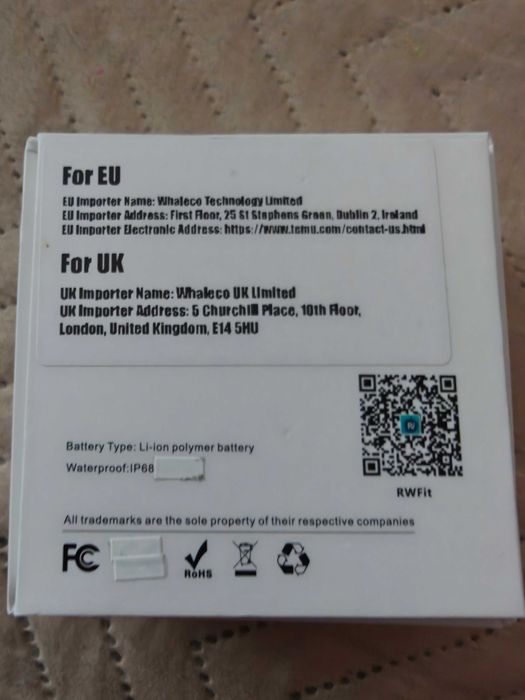 For EU
EU Importer Name: Whaleco Technology Limited
EU Importer Address: First Floor, 25 St Stephens Green, Dublin 2, Ireland
EU Importer Electronic Address: https://www.temu.com/contact-us.html
For UK
UK Importer Name: Whaleco UK Limited
UK Importer Address: 5 Churchill Place, 10th Floor,
London, United Kingdom, E14 5HU
Battery Type: Li-ion polymer battery
Waterproof:IP68
RWFit
All trademarks are the sole property of their respective companies
FC
RoHS